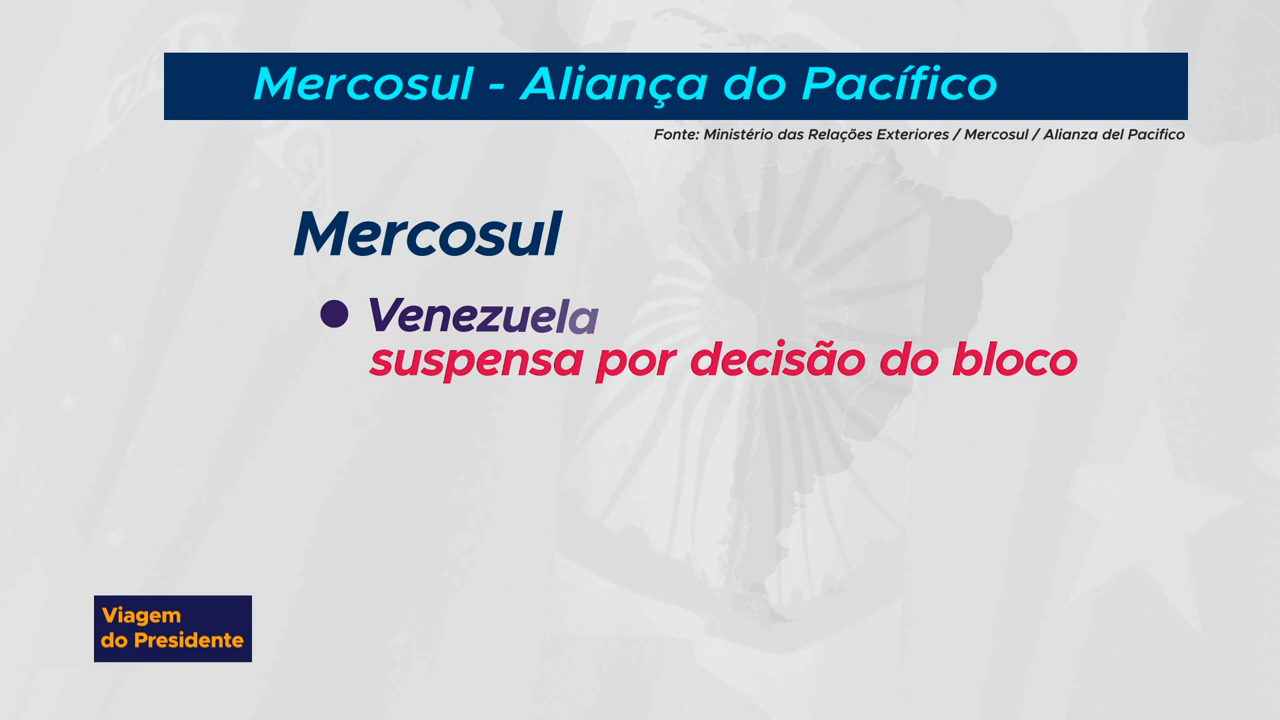 Mercosul - Aliança do Pacífico
Fonte: Ministério das Relações Exteriores / Mercosul / Alianza del Pacifico
Mercosul
● Venezuela
suspensa por decisão do bloco
Viagem
do Presidente